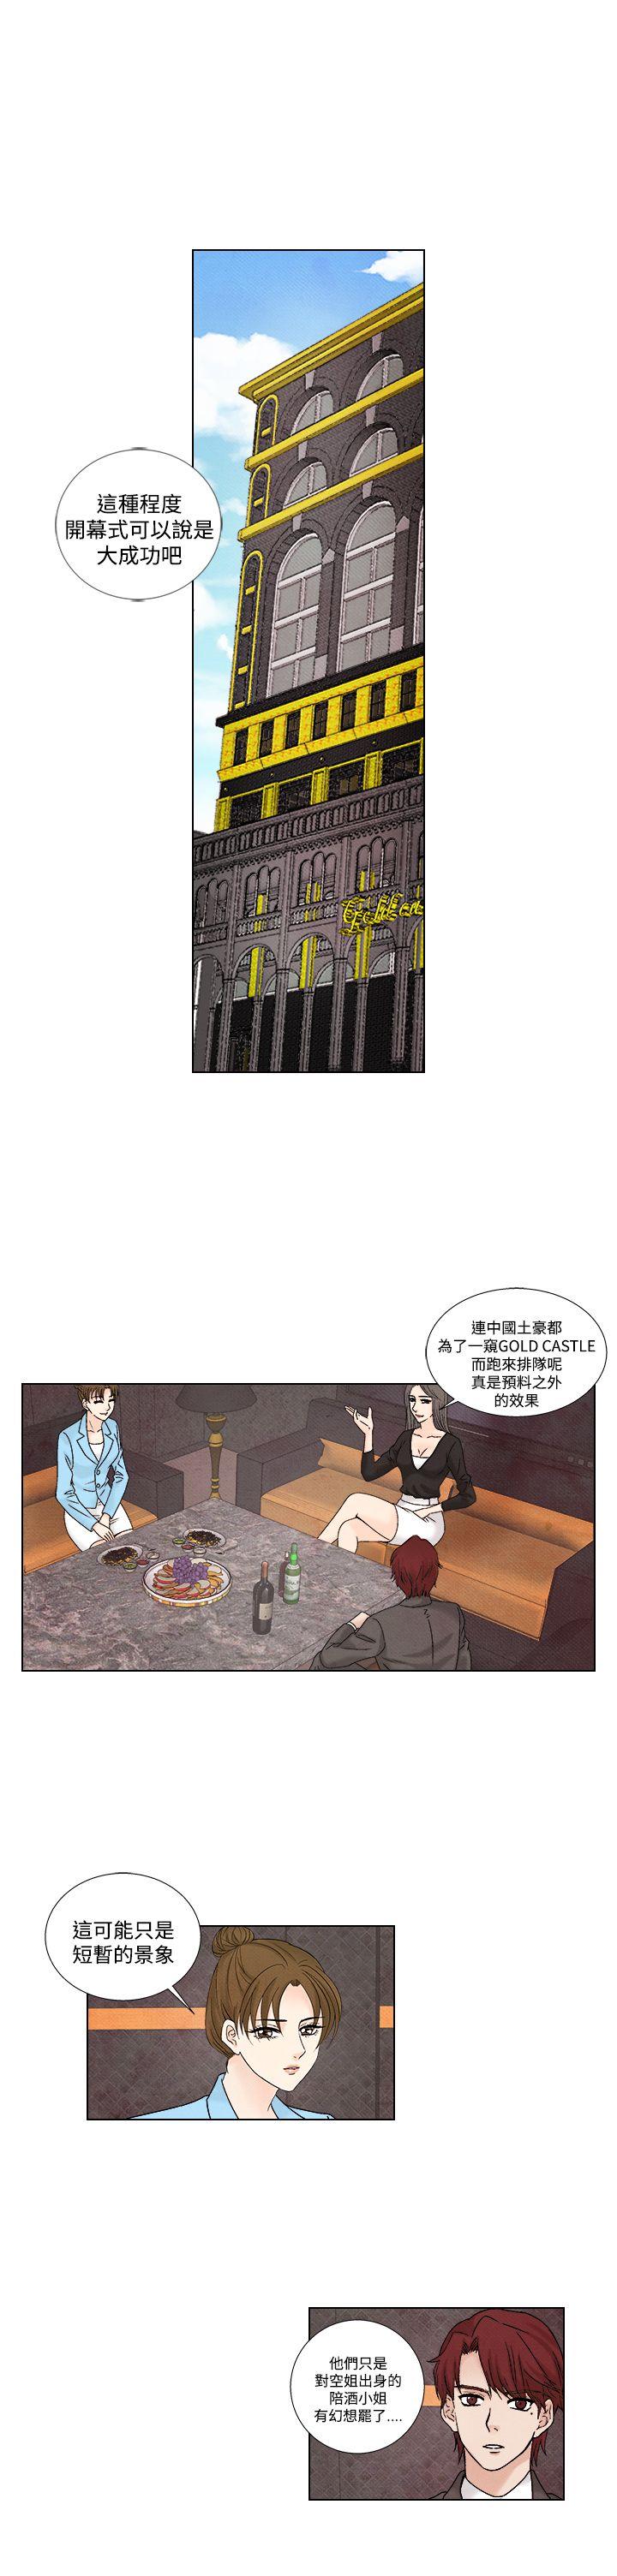 這種程度
開幕式可以說是
大成功吧
連中國土豪都
為了一窺GOLD CASTLE
而跑來排隊呢
真是預料之外
的效果
這可能只是
短暫的景象
他們只是
對空姐出身的
陪酒小姐
有幻想罷了....